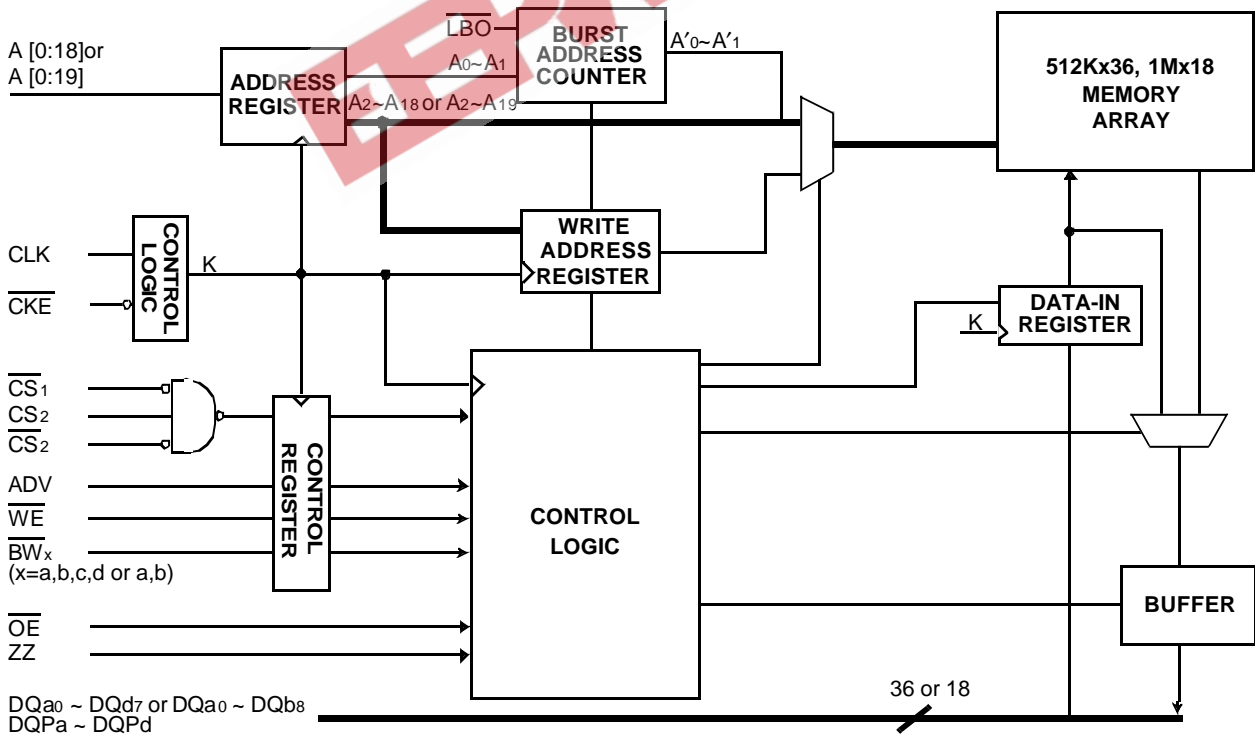 A [0:18]or
A [0:19]
ADDRESS
REGISTER
LBO
A0~A1
A2~A18 or A2~A19
BURST
ADDRESS
COUNTER
A′0~A′1
512Kx36, 1Mx18
MEMORY
ARRAY
WRITE
ADDRESS
REGISTER
CLK
CKE
CONTROL
LOGIC
K
K
DATA-IN
REGISTER
CS1
CS2
CS2
ADV
WE
BWx
(x=a,b,c,d or a,b)
OE
ZZ
CONTROL
REGISTER
CONTROL
LOGIC
BUFFER
36 or 18
DQa0 ~ DQd7 or DQa0 ~ DQb8
DQPa ~ DQPd